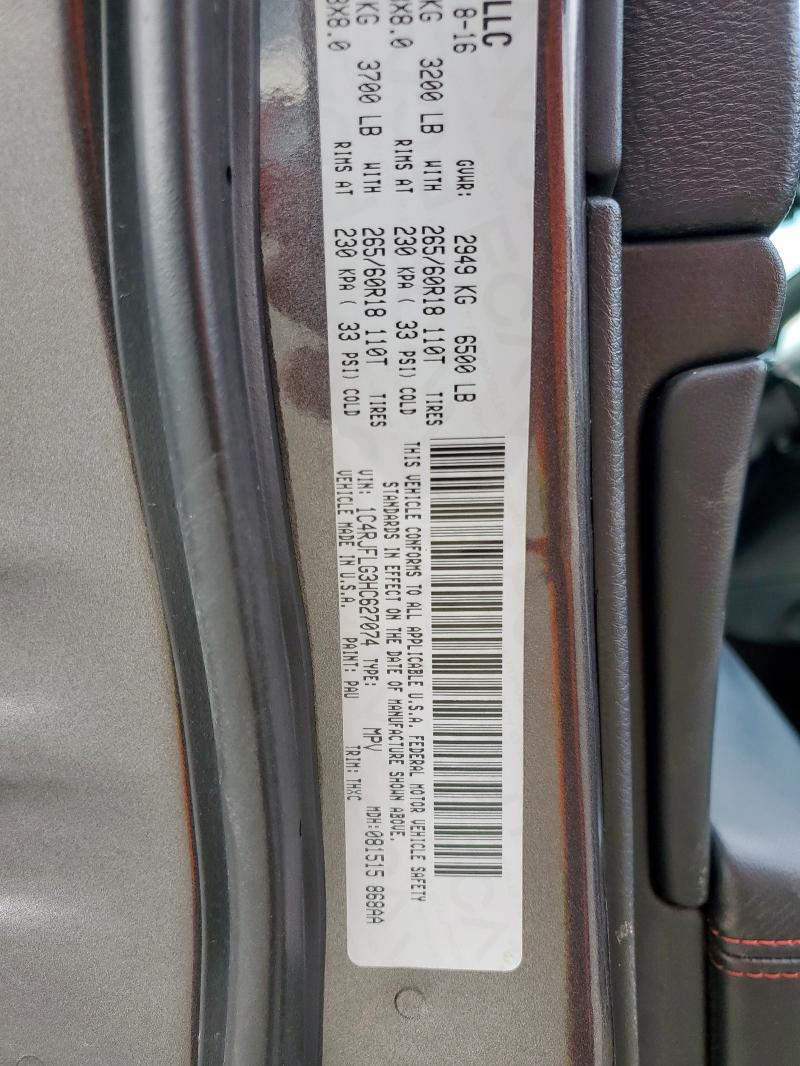 LLC
8-16 GVWR: 2949 KG 6500 LB
KG 3200 LB WITH 265/60R18 110T TIRES
X8.0 RIMS AT 230 KPA ( 33 PSI) COLD
KG 3700 LB WITH 265/60R18 110T TIRES
X8.0 RIMS AT 230 KPA ( 33 PSI) COLD
THIS VEHICLE CONFORMS TO ALL APPLICABLE U.S.A. FEDERAL MOTOR VEHICLE SAFETY
STANDARDS IN EFFECT ON THE DATE OF MANUFACTURE SHOWN ABOVE.
VIN: 1C4RJFLG3HC627074 TYPE: MPV MDH:081515 868AA
VEHICLE MADE IN U.S.A. PAINT: PAU TRIM: THXC